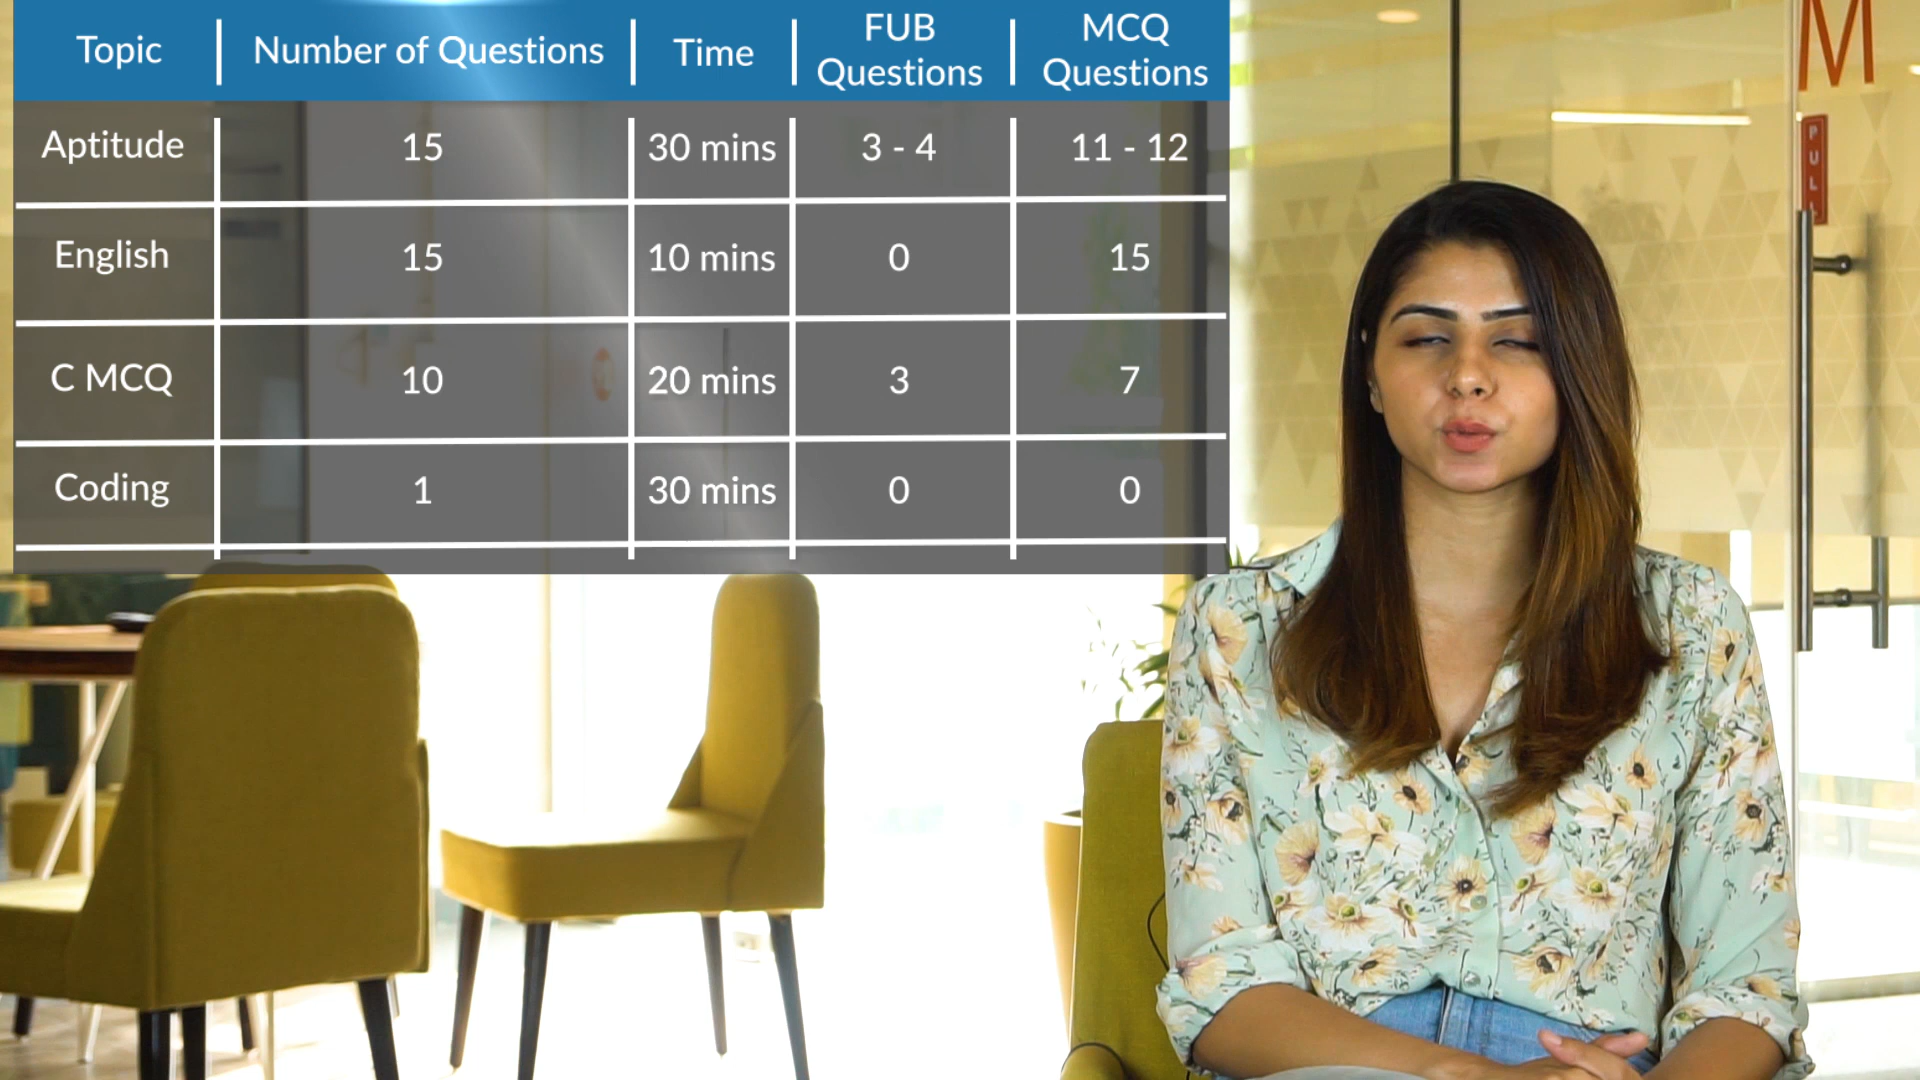 Topic Number of Questions Time FUB Questions MCQ Questions
Aptitude 15 30 mins 3 - 4 11 - 12
English 15 10 mins 0 15
C MCQ 10 20 mins 3 7
Coding 1 30 mins 0 0
M
PULL